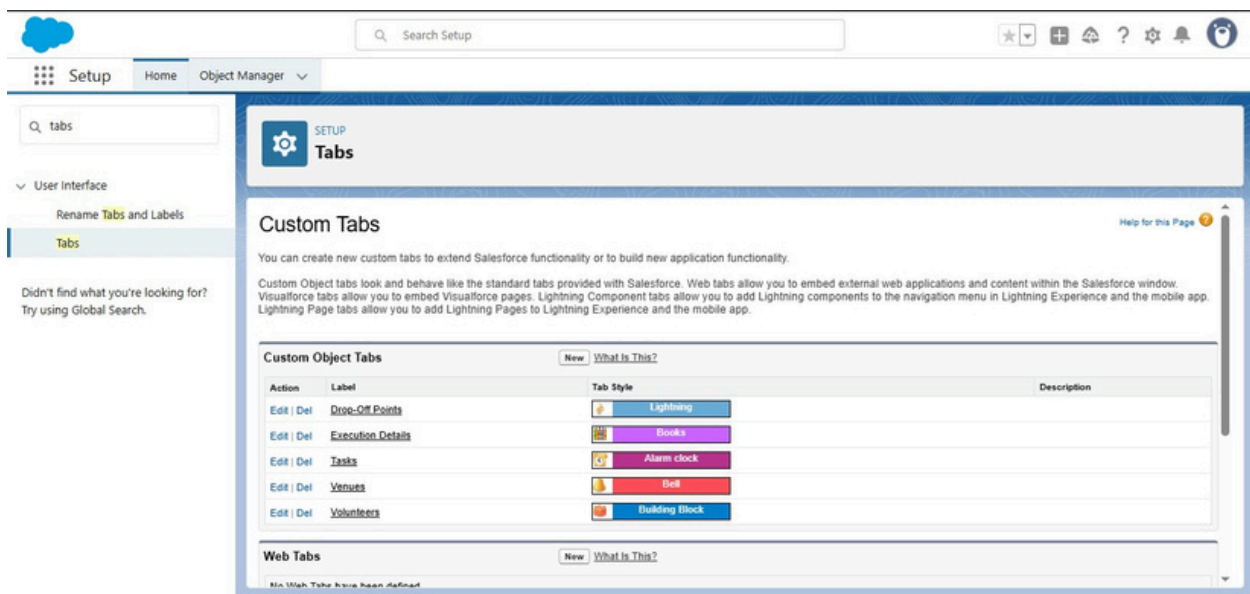 Search Setup
Setup
Home
Object Manager
tabs
User Interface
Rename Tabs and Labels
Tabs
Didn't find what you're looking for?
Try using Global Search.
SETUP
Tabs
Custom Tabs
Help for this Page
You can create new custom tabs to extend Salesforce functionality or to build new application functionality.
Custom Object tabs look and behave like the standard tabs provided with Salesforce. Web tabs allow you to embed external web applications and content within the Salesforce window.
Visualforce tabs allow you to embed Visualforce pages. Lightning Component tabs allow you to add Lightning components to the navigation menu in Lightning Experience and the mobile app.
Lightning Page tabs allow you to add Lightning Pages to Lightning Experience and the mobile app.
Custom Object Tabs New What Is This?
Action Label Tab Style Description
Edit | Del Drop-Off Points Lightning
Edit | Del Execution Details Books
Edit | Del Tasks Alarm clock
Edit | Del Venues Bell
Edit | Del Volunteers Building Block
Web Tabs New What Is This?
No Web Tabs have been defined